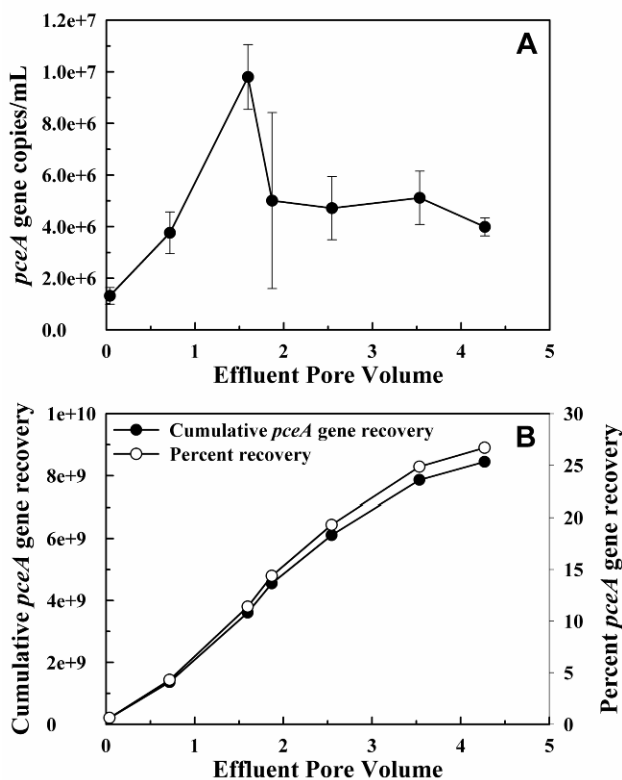 A
1.2e+7
1.0e+7
8.0e+6
6.0e+6
4.0e+6
2.0e+6
0.0
pceA gene copies/mL
0 1 2 3 4 5
Effluent Pore Volume
B
Cumulative pceA gene recovery
Percent recovery
1e+10
8e+9
6e+9
4e+9
2e+9
0
Cumulative pceA gene recovery
30
25
20
15
10
5
0
Percent pceA gene recovery
0 1 2 3 4 5
Effluent Pore Volume